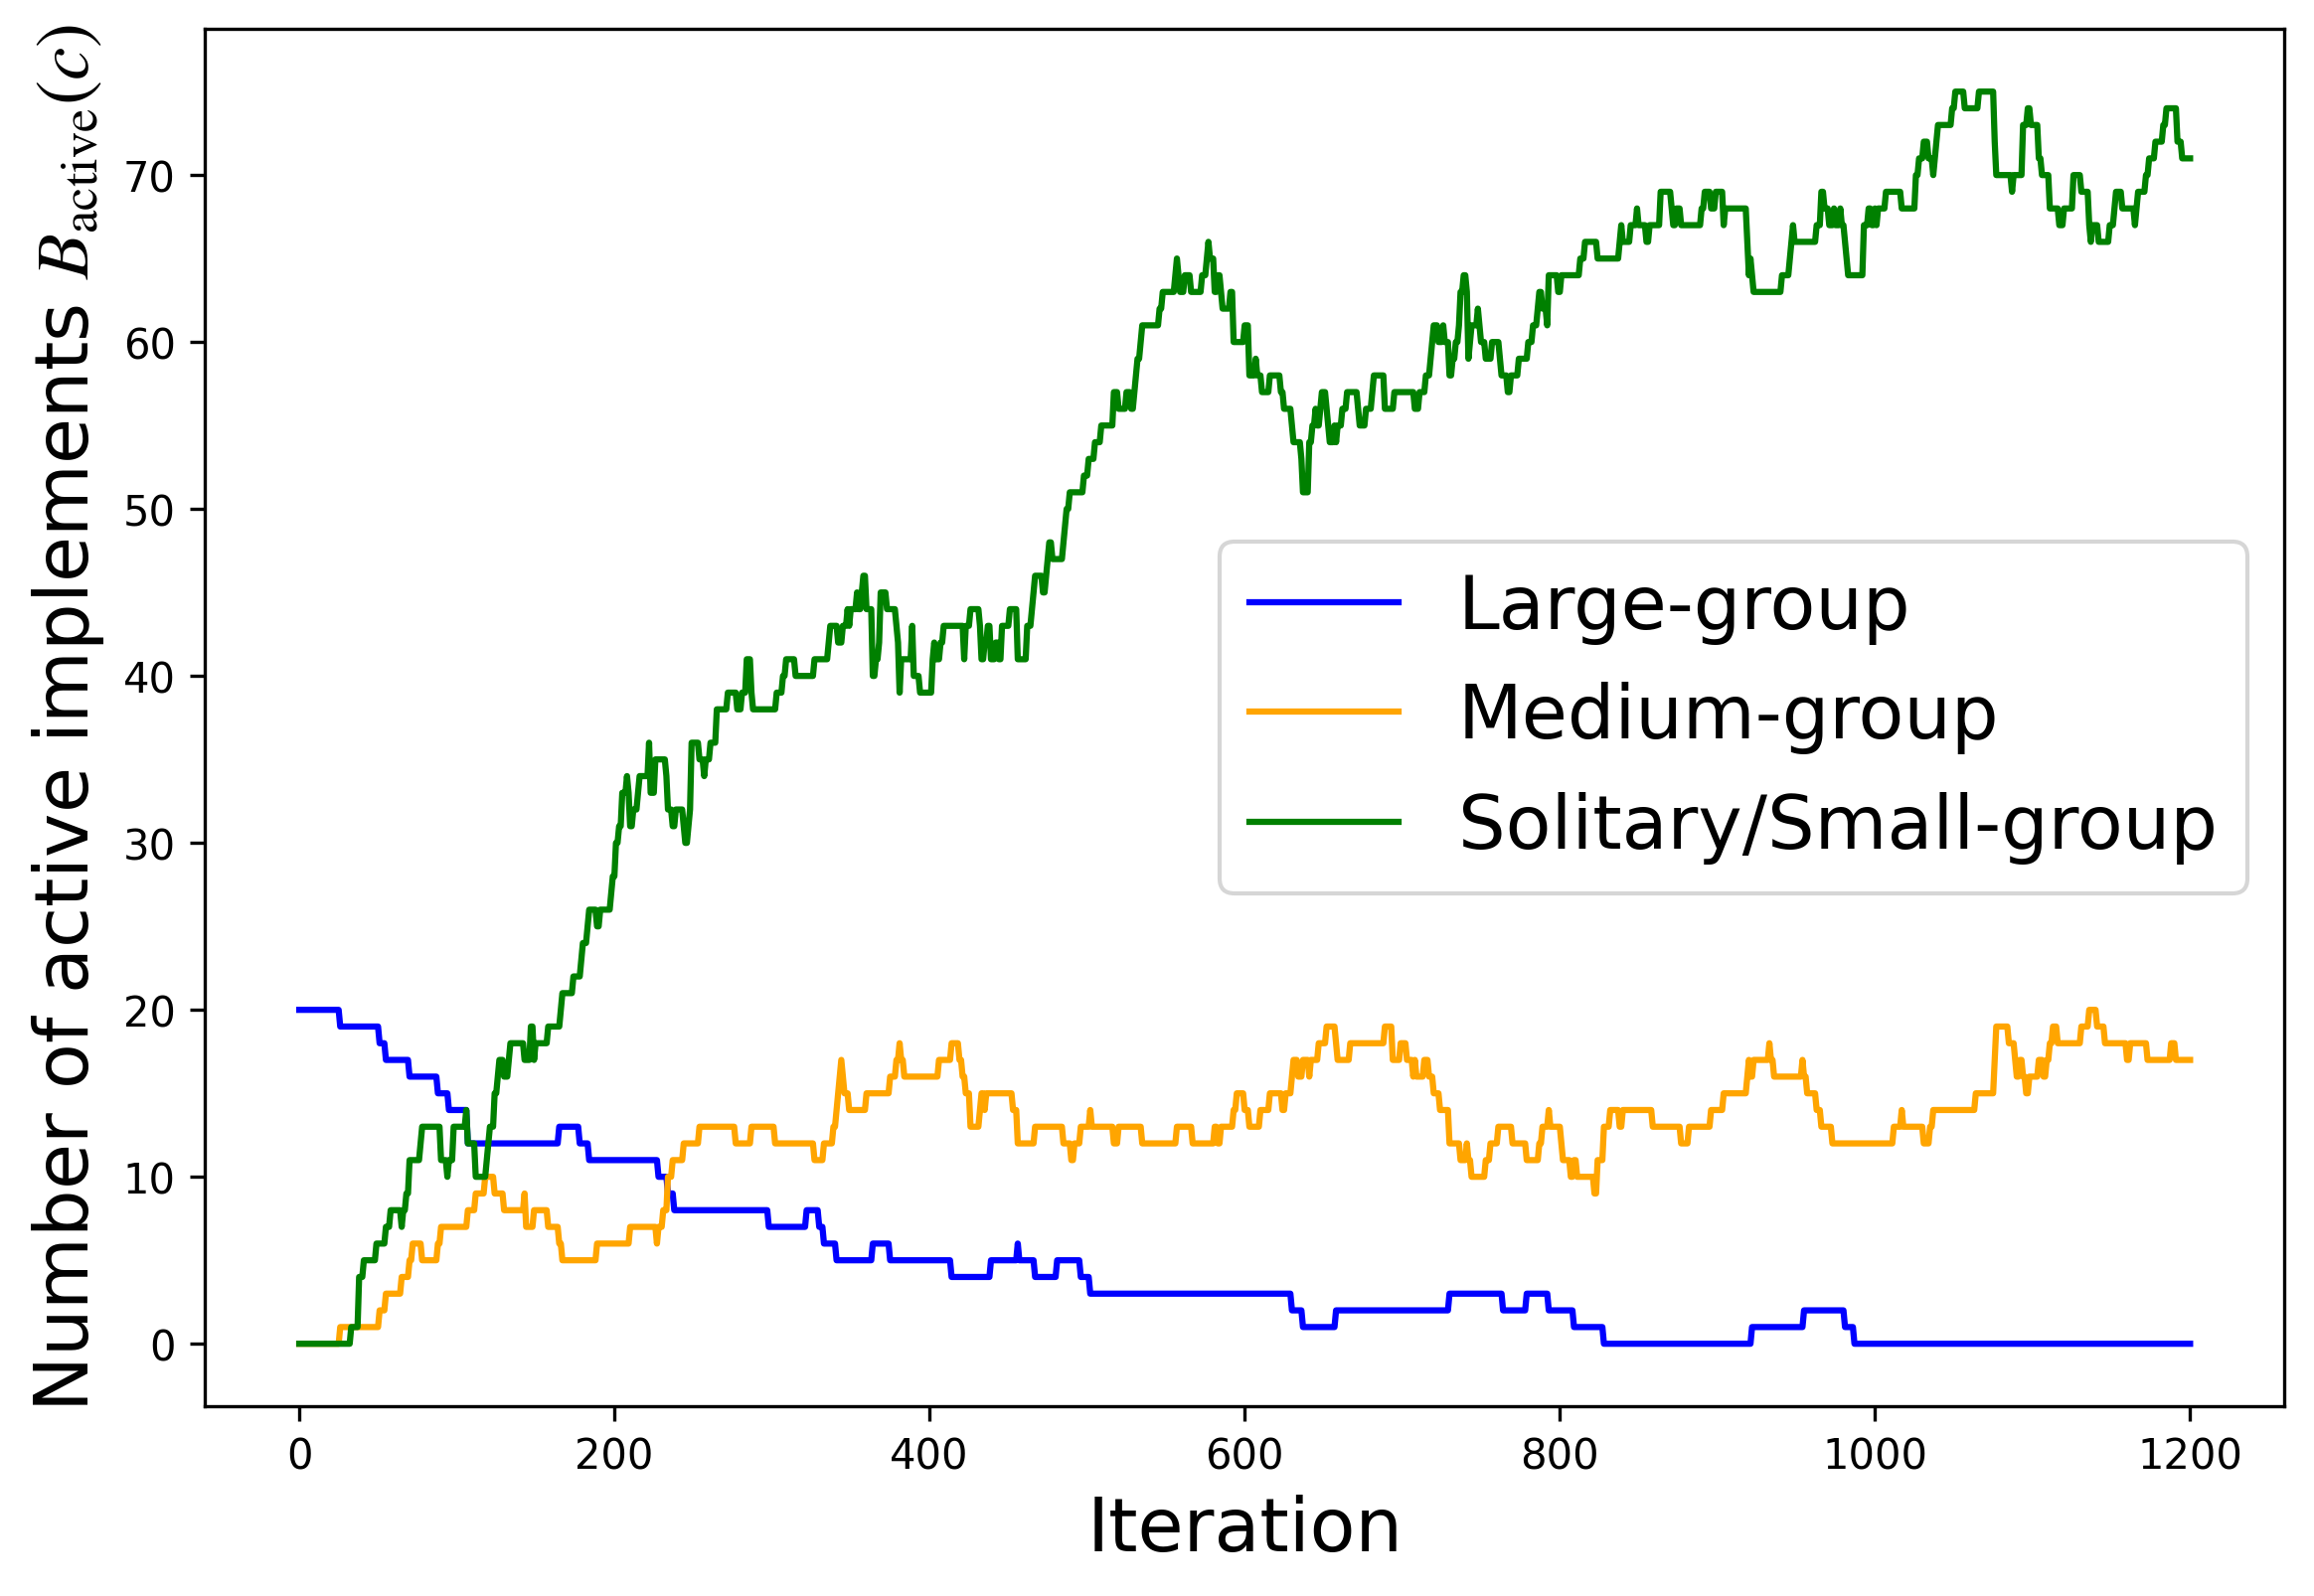 Number of active implements B_active(c)
70
60
50
40
30
20
10
0
Large-group
Medium-group
Solitary/Small-group
0 200 400 600 800 1000 1200
Iteration